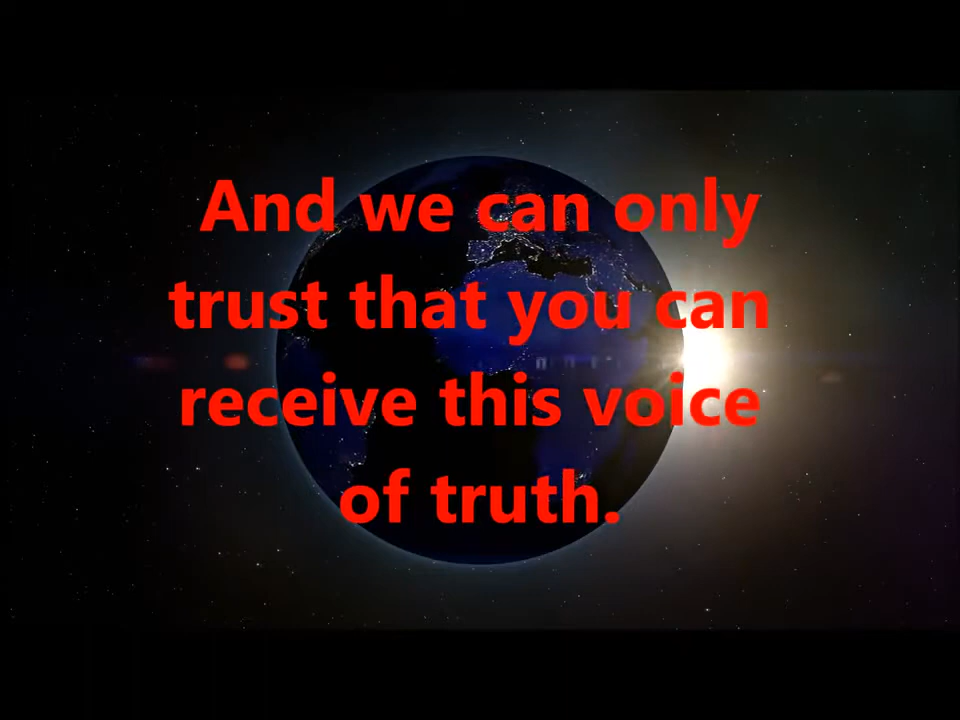 And we can only
trust that you can
receive this voice
of truth.